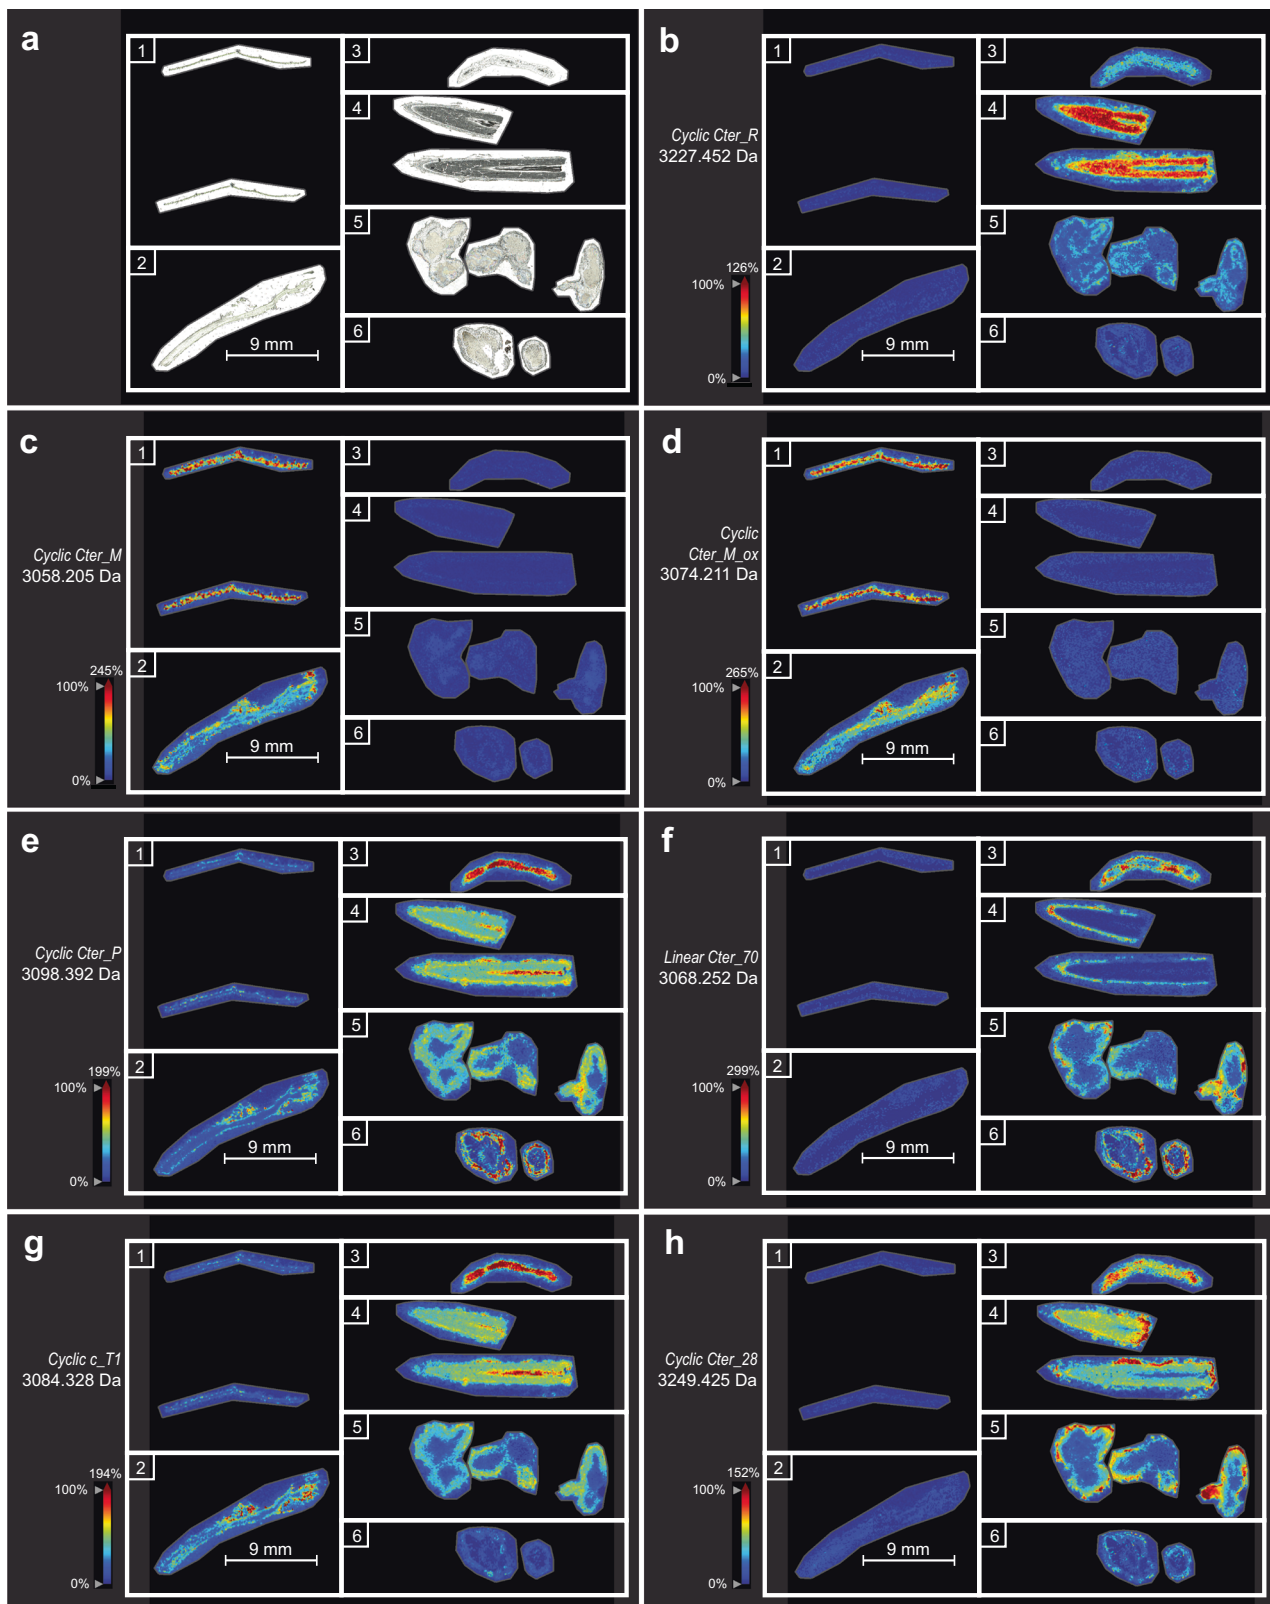 a
1
3
4
5
2
9 mm
6
b
1
3
4
Cyclic Cter_R
3227.452 Da
5
2
126%
100%
9 mm
6
0%
c
1
3
4
Cyclic Cter_M
3058.205 Da
5
2
245%
100%
9 mm
6
0%
d
1
3
4
Cyclic
Cter_M_ox
3074.211 Da
5
2
265%
100%
9 mm
6
0%
e
1
3
4
Cyclic Cter_P
3098.392 Da
5
2
199%
100%
9 mm
6
0%
f
1
3
4
Linear Cter_70
3068.252 Da
5
2
299%
100%
9 mm
6
0%
g
1
3
4
Cyclic c_T1
3084.328 Da
5
2
194%
100%
9 mm
6
0%
h
1
3
4
Cyclic Cter_28
3249.425 Da
5
2
152%
100%
9 mm
6
0%